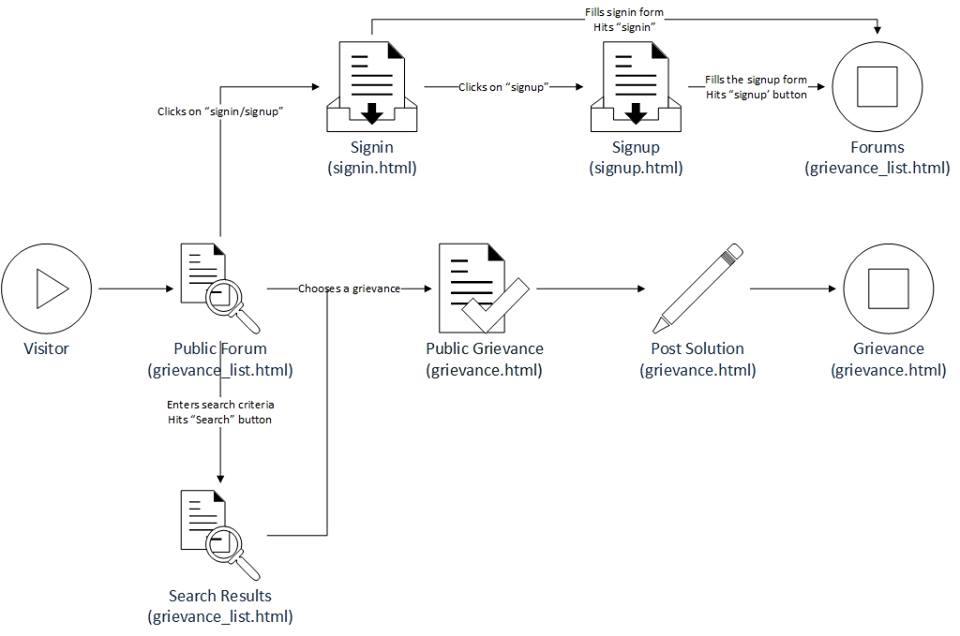 Fills signin form
Hits “signin”
Clicks on “signup”
Fills the signup form
Hits “signup’ button
Clicks on “signin/signup”
Signin
(signin.html)
Signup
(signup.html)
Forums
(grievance_list.html)
Chooses a grievance
Visitor
Public Forum
(grievance_list.html)
Public Grievance
(grievance.html)
Post Solution
(grievance.html)
Grievance
(grievance.html)
Enters search criteria
Hits “Search” button
Search Results
(grievance_list.html)